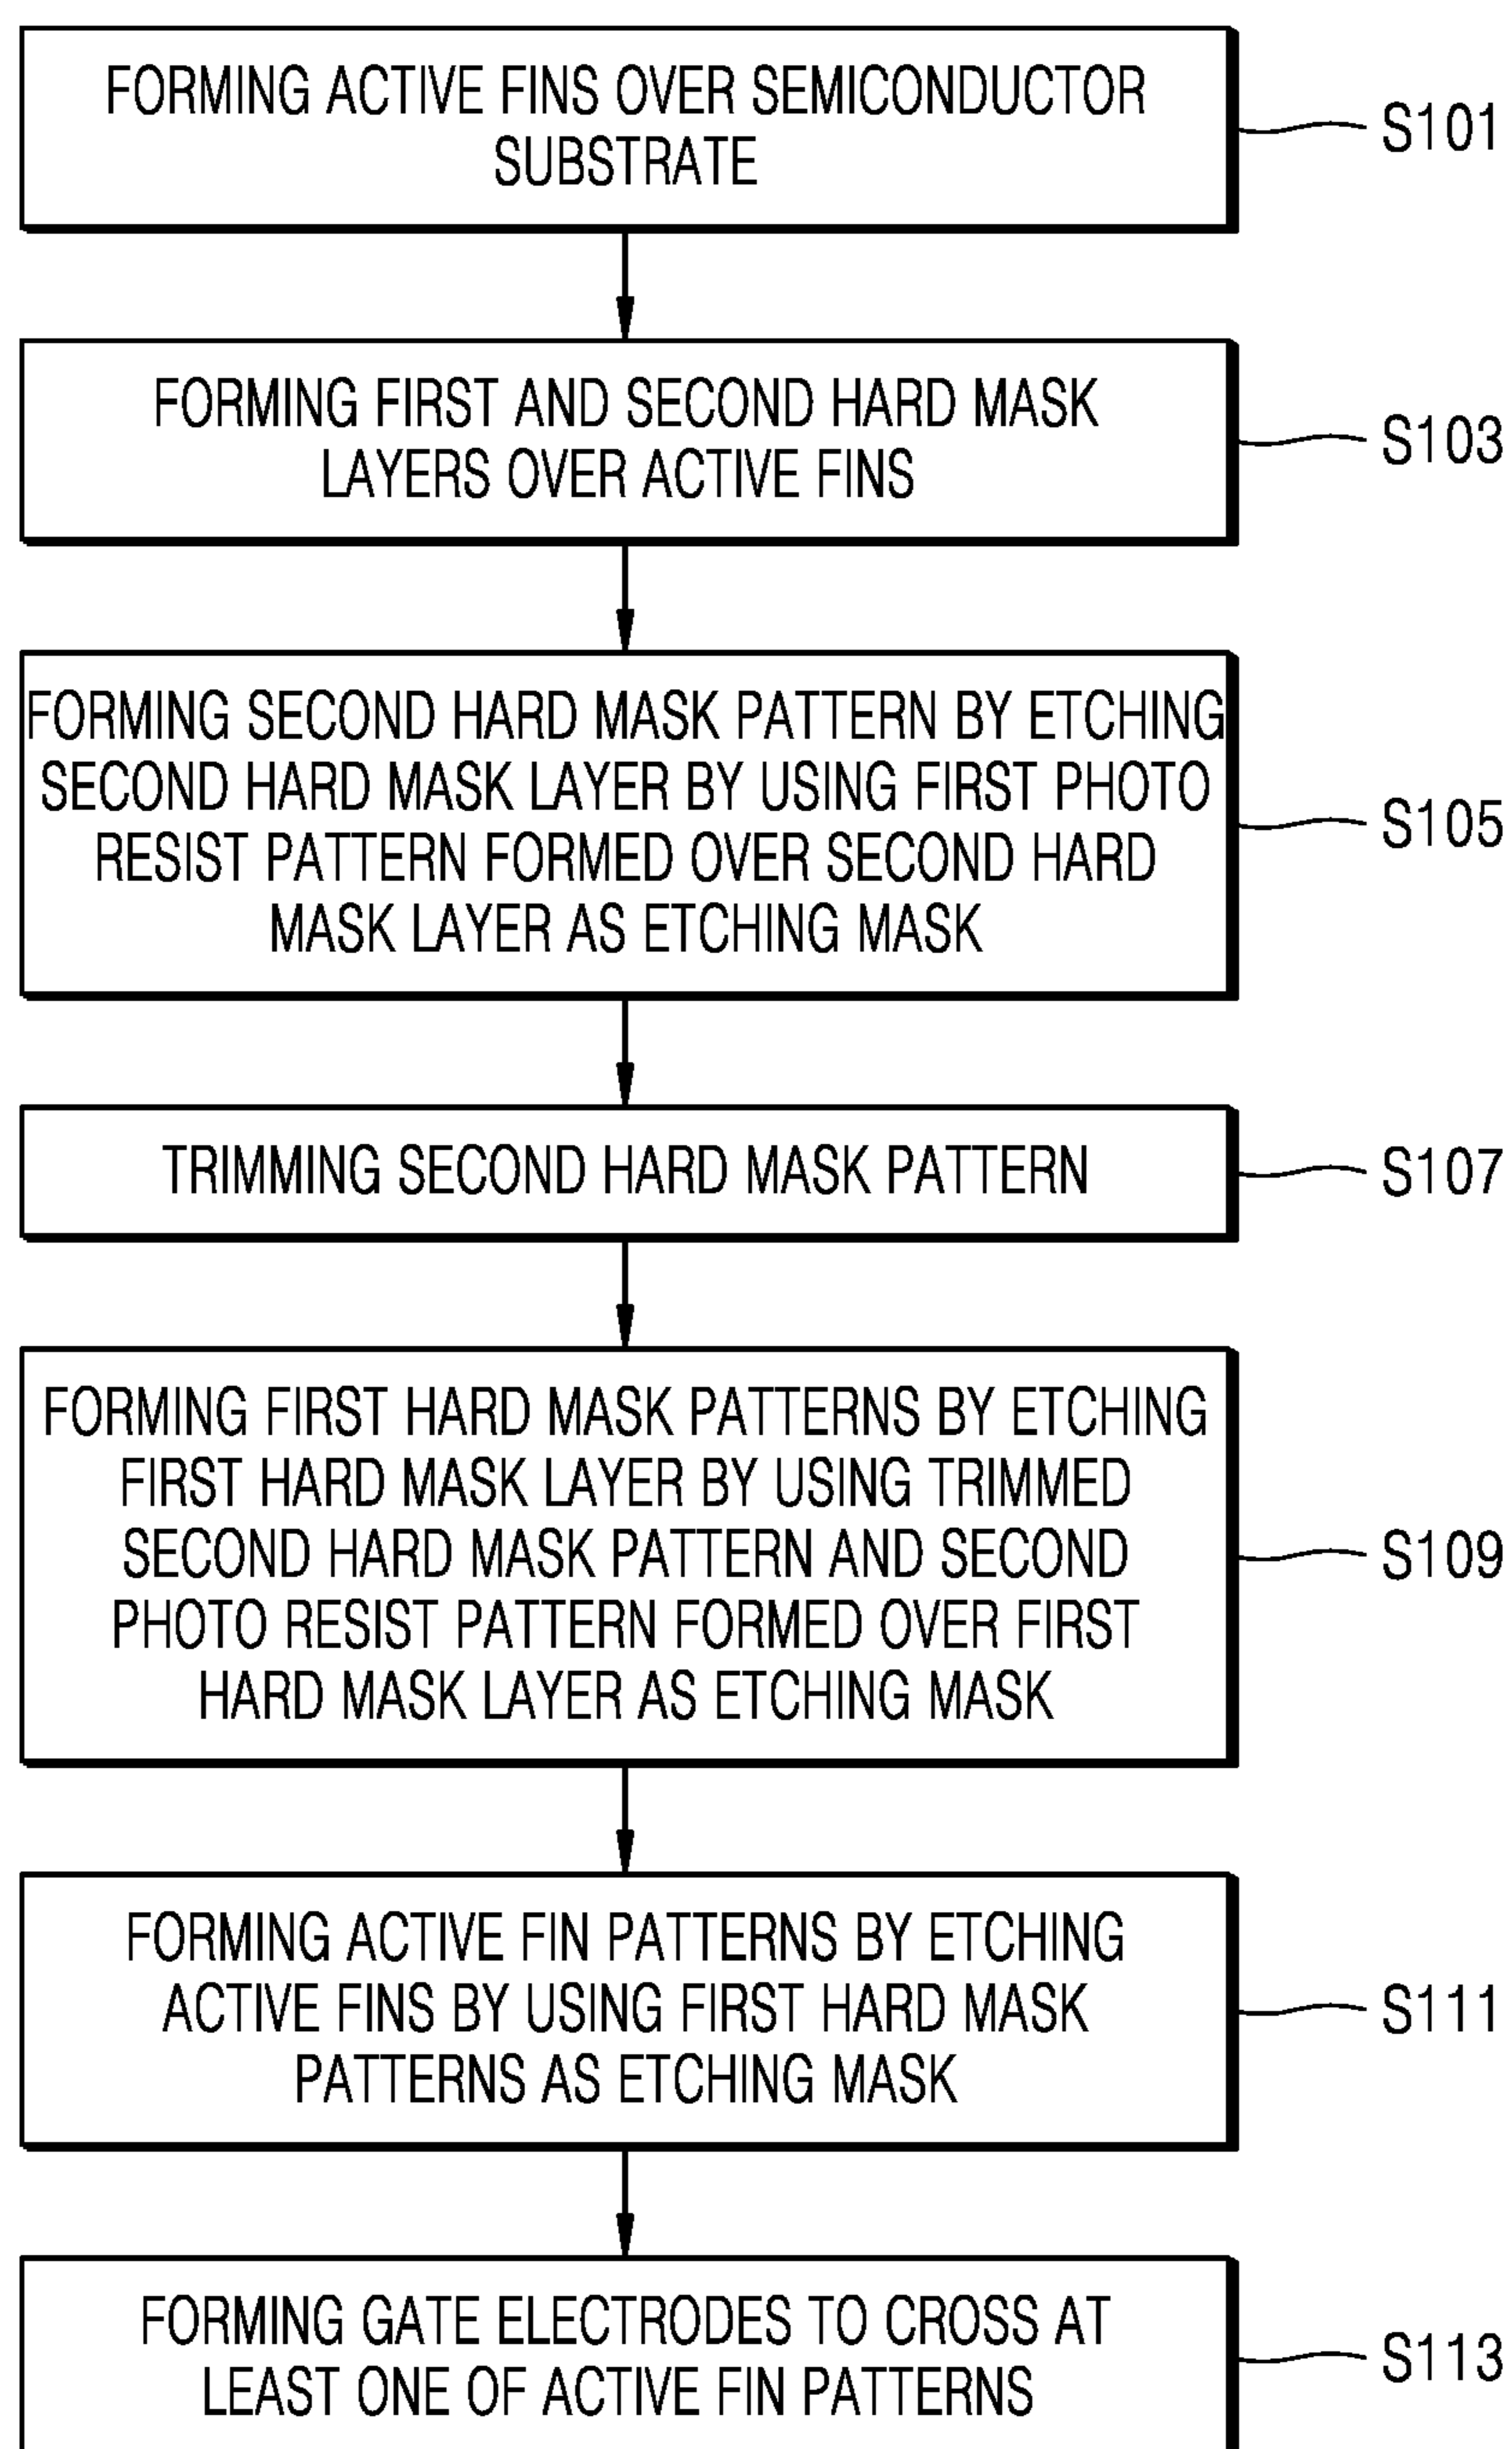 FORMING ACTIVE FINS OVER SEMICONDUCTOR
SUBSTRATE
S101
FORMING FIRST AND SECOND HARD MASK
LAYERS OVER ACTIVE FINS
S103
FORMING SECOND HARD MASK PATTERN BY ETCHING
SECOND HARD MASK LAYER BY USING FIRST PHOTO
RESIST PATTERN FORMED OVER SECOND HARD
MASK LAYER AS ETCHING MASK
S105
TRIMMING SECOND HARD MASK PATTERN
S107
FORMING FIRST HARD MASK PATTERNS BY ETCHING
FIRST HARD MASK LAYER BY USING TRIMMED
SECOND HARD MASK PATTERN AND SECOND
PHOTO RESIST PATTERN FORMED OVER FIRST
HARD MASK LAYER AS ETCHING MASK
S109
FORMING ACTIVE FIN PATTERNS BY ETCHING
ACTIVE FINS BY USING FIRST HARD MASK
PATTERNS AS ETCHING MASK
S111
FORMING GATE ELECTRODES TO CROSS AT
LEAST ONE OF ACTIVE FIN PATTERNS
S113